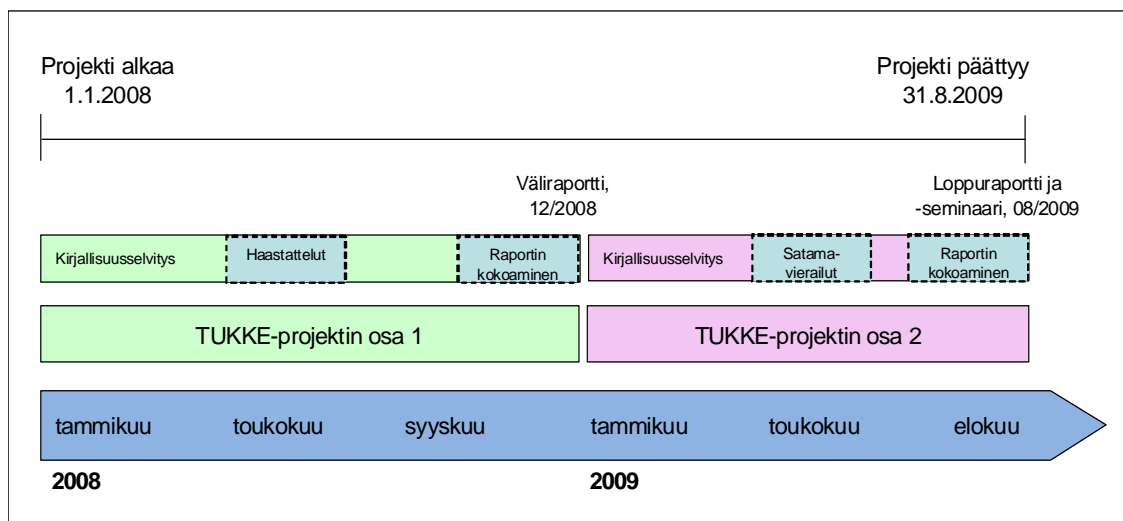 Projekti alkaa
1.1.2008
Projekti päättyy
31.8.2009
Väliraportti,
12/2008
Loppuraportti ja
-seminaari, 08/2009
Kirjallisuusselvitys
Haastattelut
Raportin
kokoaminen
Kirjallisuusselvitys
Satama-
vierailut
Raportin
kokoaminen
TUKKE-projektin osa 1
TUKKE-projektin osa 2
tammikuu
toukokuu
syyskuu
tammikuu
toukokuu
elokuu
2008
2009